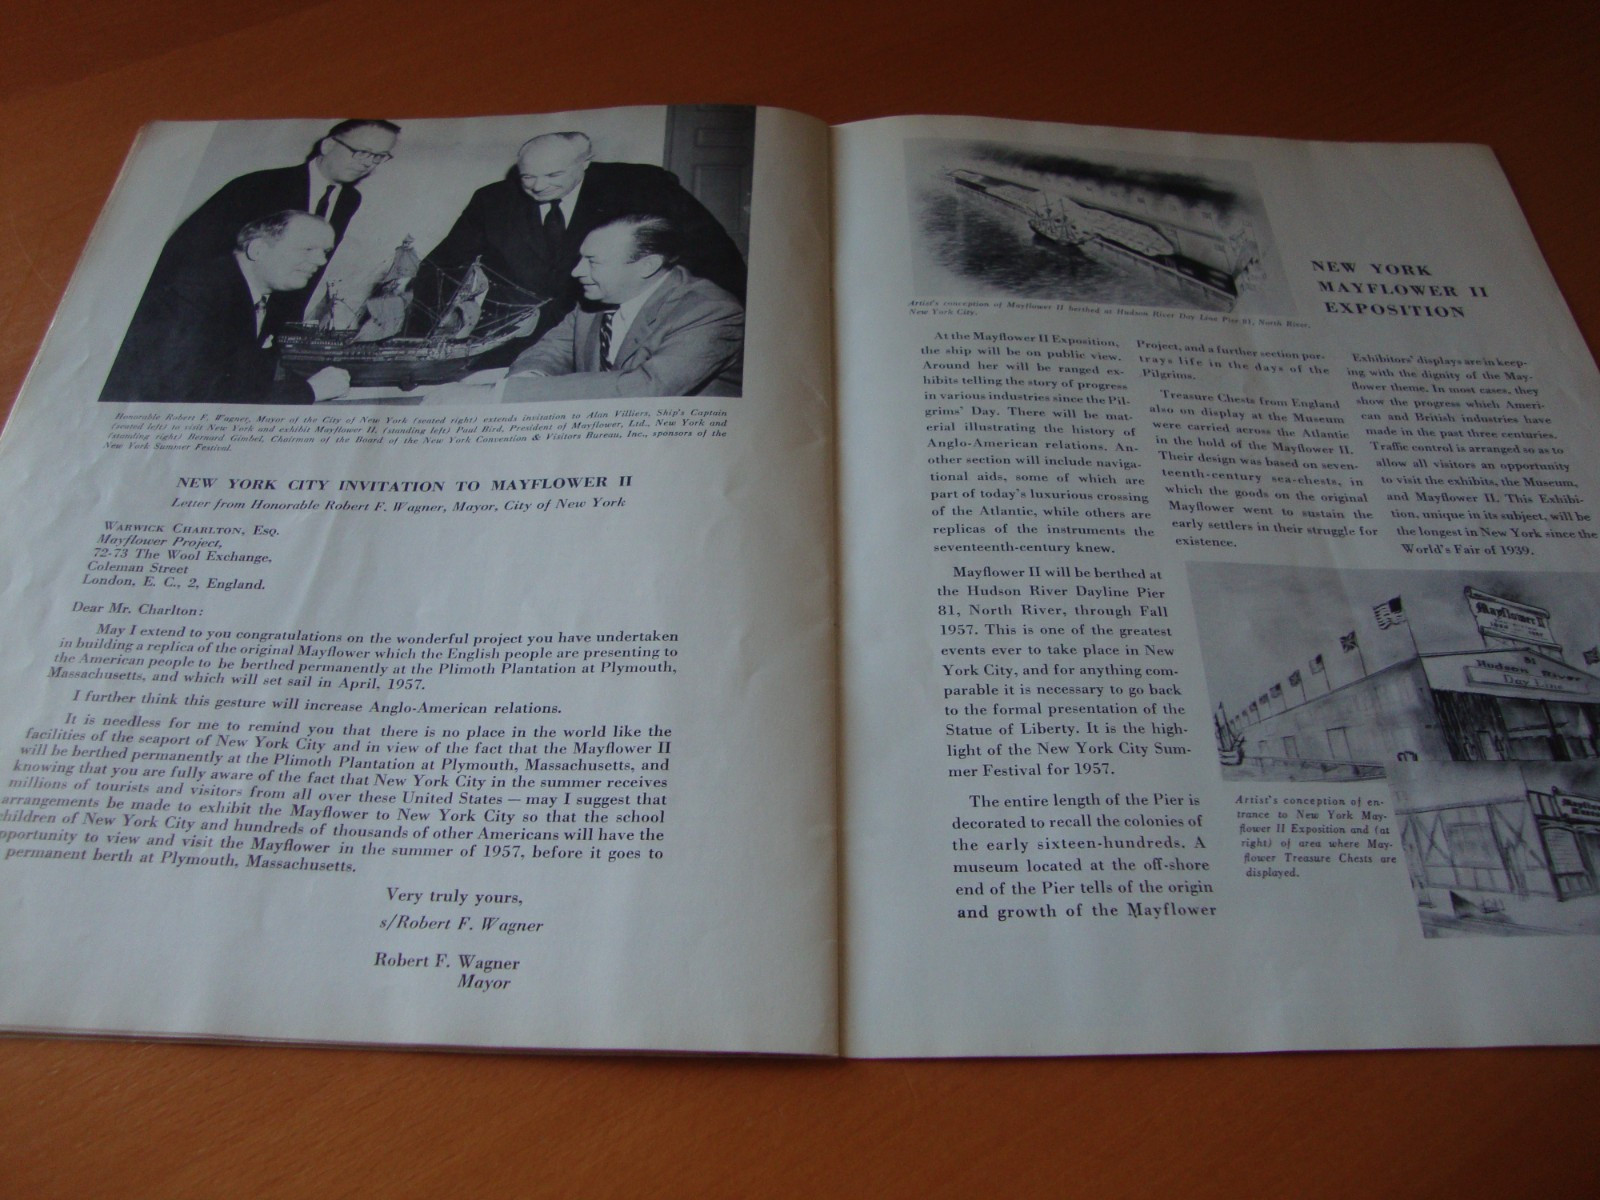 Honorable Robert F. Wagner, Mayor of the City of New York (seated right) extends invitation to Alan Villiers, Ship's Captain
(seated left) to visit New York and exhibit Mayflower II, (standing left) Paul Bird, President of Mayflower, Ltd., New York and
(standing right) Bernard Gimbel, Chairman of the Board of the New York Convention & Visitors Bureau, Inc., sponsors of the
New York Summer Festival.
NEW YORK CITY INVITATION TO MAYFLOWER II
Letter from Honorable Robert F. Wagner, Mayor, City of New York
WARWICK CHARLTON, ESQ.
Mayflower Project,
72-73 The Wool Exchange,
Coleman Street
London, E. C., 2, England.
Dear Mr. Charlton:
May I extend to you congratulations on the wonderful project you have undertaken
in building a replica of the original Mayflower which the English people are presenting to
the American people to be berthed permanently at the Plimoth Plantation at Plymouth,
Massachusetts, and which will set sail in April, 1957.
I further think this gesture will increase Anglo-American relations.
It is needless for me to remind you that there is no place in the world like the
facilities of the seaport of New York City and in view of the fact that the Mayflower II
will be berthed permanently at the Plimoth Plantation at Plymouth, Massachusetts, and
knowing that you are fully aware of the fact that New York City in the summer receives
millions of tourists and visitors from all over these United States — may I suggest that
arrangements be made to exhibit the Mayflower to New York City so that the school
children of New York City and hundreds of thousands of other Americans will have the
opportunity to view and visit the Mayflower in the summer of 1957, before it goes to
permanent berth at Plymouth, Massachusetts.
Very truly yours,
s/Robert F. Wagner
Robert F. Wagner
Mayor
Artist's conception of Mayflower II berthed at Hudson River Day Line Pier 81, North River,
New York City.
NEW YORK
MAYFLOWER II
EXPOSITION
At the Mayflower II Exposition,
the ship will be on public view.
Around her will be ranged ex-
hibits telling the story of progress
in various industries since the Pil-
grims' Day. There will be mat-
erial illustrating the history of
Anglo-American relations. An-
other section will include naviga-
tional aids, some of which are
part of today's luxurious crossing
of the Atlantic, while others are
replicas of the instruments the
seventeenth-century knew.
Mayflower II will be berthed at
the Hudson River Dayline Pier
81, North River, through Fall
1957. This is one of the greatest
events ever to take place in New
York City, and for anything com-
parable it is necessary to go back
to the formal presentation of the
Statue of Liberty. It is the high-
light of the New York City Sum-
mer Festival for 1957.
The entire length of the Pier is
decorated to recall the colonies of
the early sixteen-hundreds. A
museum located at the off-shore
end of the Pier tells of the origin
and growth of the Mayflower
Project, and a further section por-
trays life in the days of the
Pilgrims.
Treasure Chests from England
also on display at the Museum
were carried across the Atlantic
in the hold of the Mayflower II.
Their design was based on seven-
teenth-century sea-chests, in
which the goods on the original
Mayflower went to sustain the
early settlers in their struggle for
existence.
Exhibitors' displays are in keep-
ing with the dignity of the May-
flower theme. In most cases, they
show the progress which Ameri-
can and British industries have
made in the past three centuries.
Traffic control is arranged so as to
allow all visitors an opportunity
to visit the exhibits, the Museum,
and Mayflower II. This Exhibi-
tion, unique in its subject, will be
the longest in New York since the
World's Fair of 1939.
Mayflower II
81
Hudson River
Day Line
Artist's conception of en-
trance to New York May-
flower II Exposition and (at
right) of area where May-
flower Treasure Chests are
displayed.